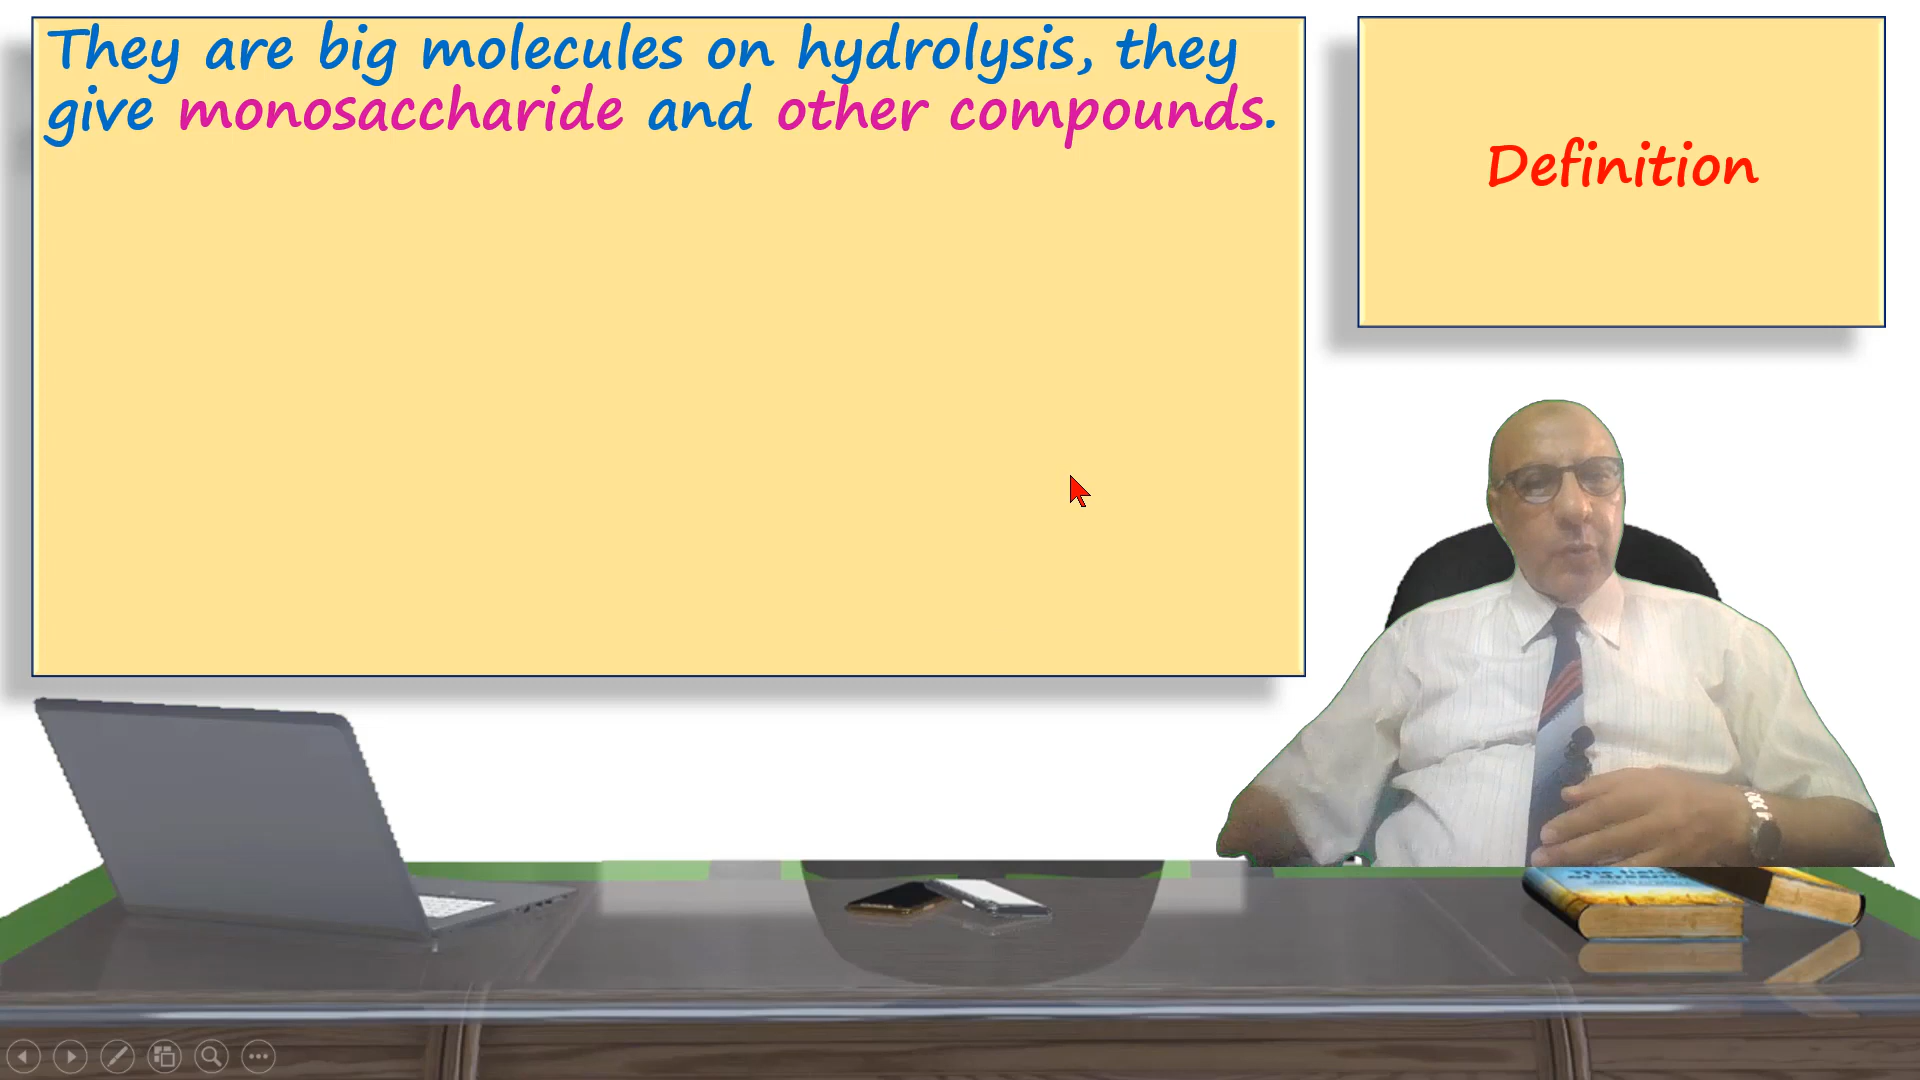 They are big molecules on hydrolysis, they
give monosaccharide and other compounds.
Definition